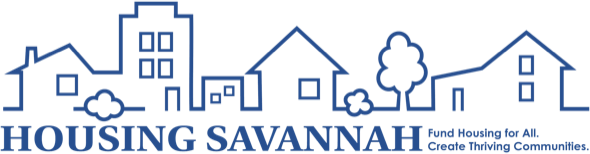 HOUSING SAVANNAH
Fund Housing for All.
Create Thriving Communities.